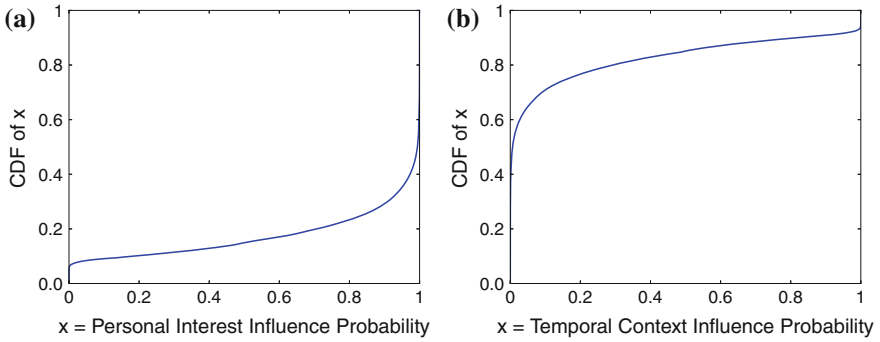 (a)
CDF of x
1
0.8
0.6
0.4
0.2
0.0
0 0.2 0.4 0.6 0.8 1
x = Personal Interest Influence Probability
(b)
CDF of x
1
0.8
0.6
0.4
0.2
0.0
0 0.2 0.4 0.6 0.8 1
x = Temporal Context Influence Probability